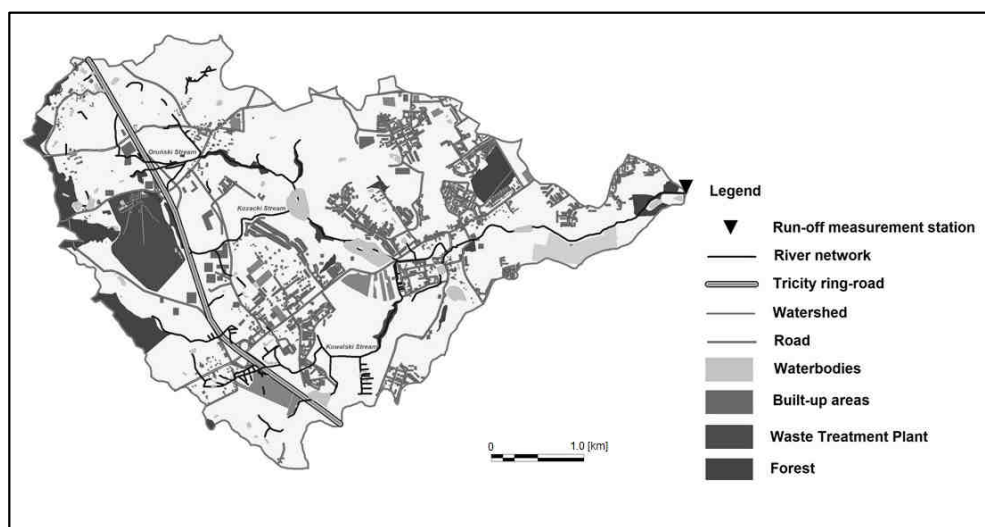 Oruński Stream
Kozacki Stream
Kowalski Stream
0 1.0 [km]
Legend
Run-off measurement station
River network
Tricity ring-road
Watershed
Road
Waterbodies
Built-up areas
Waste Treatment Plant
Forest